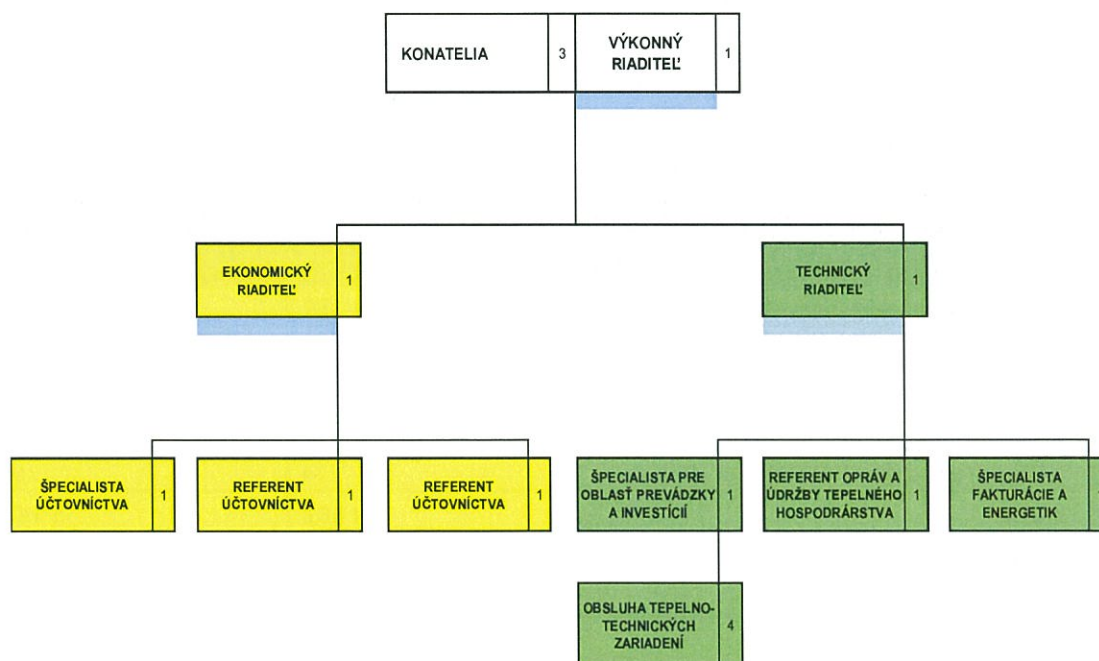 KONATELIA
3
VÝKONNÝ
RIADITEĽ
1
EKONOMICKÝ
RIADITEĽ
1
TECHNICKÝ
RIADITEĽ
1
ŠPECIALISTA
ÚČTOVNÍCTVA
1
REFERENT
ÚČTOVNÍCTVA
1
REFERENT
ÚČTOVNÍCTVA
1
ŠPECIALISTA PRE
OBLASŤ PREVÁDZKY
A INVESTÍCIÍ
1
REFERENT OPRÁV A
ÚDRŽBY TEPELNÉHO
HOSPODRÁRSTVA
1
ŠPECIALISTA
FAKTURÁCIE A
ENERGETIK
1
OBSLUHA TEPELNO-
TECHNICKÝCH
ZARIADENÍ
4